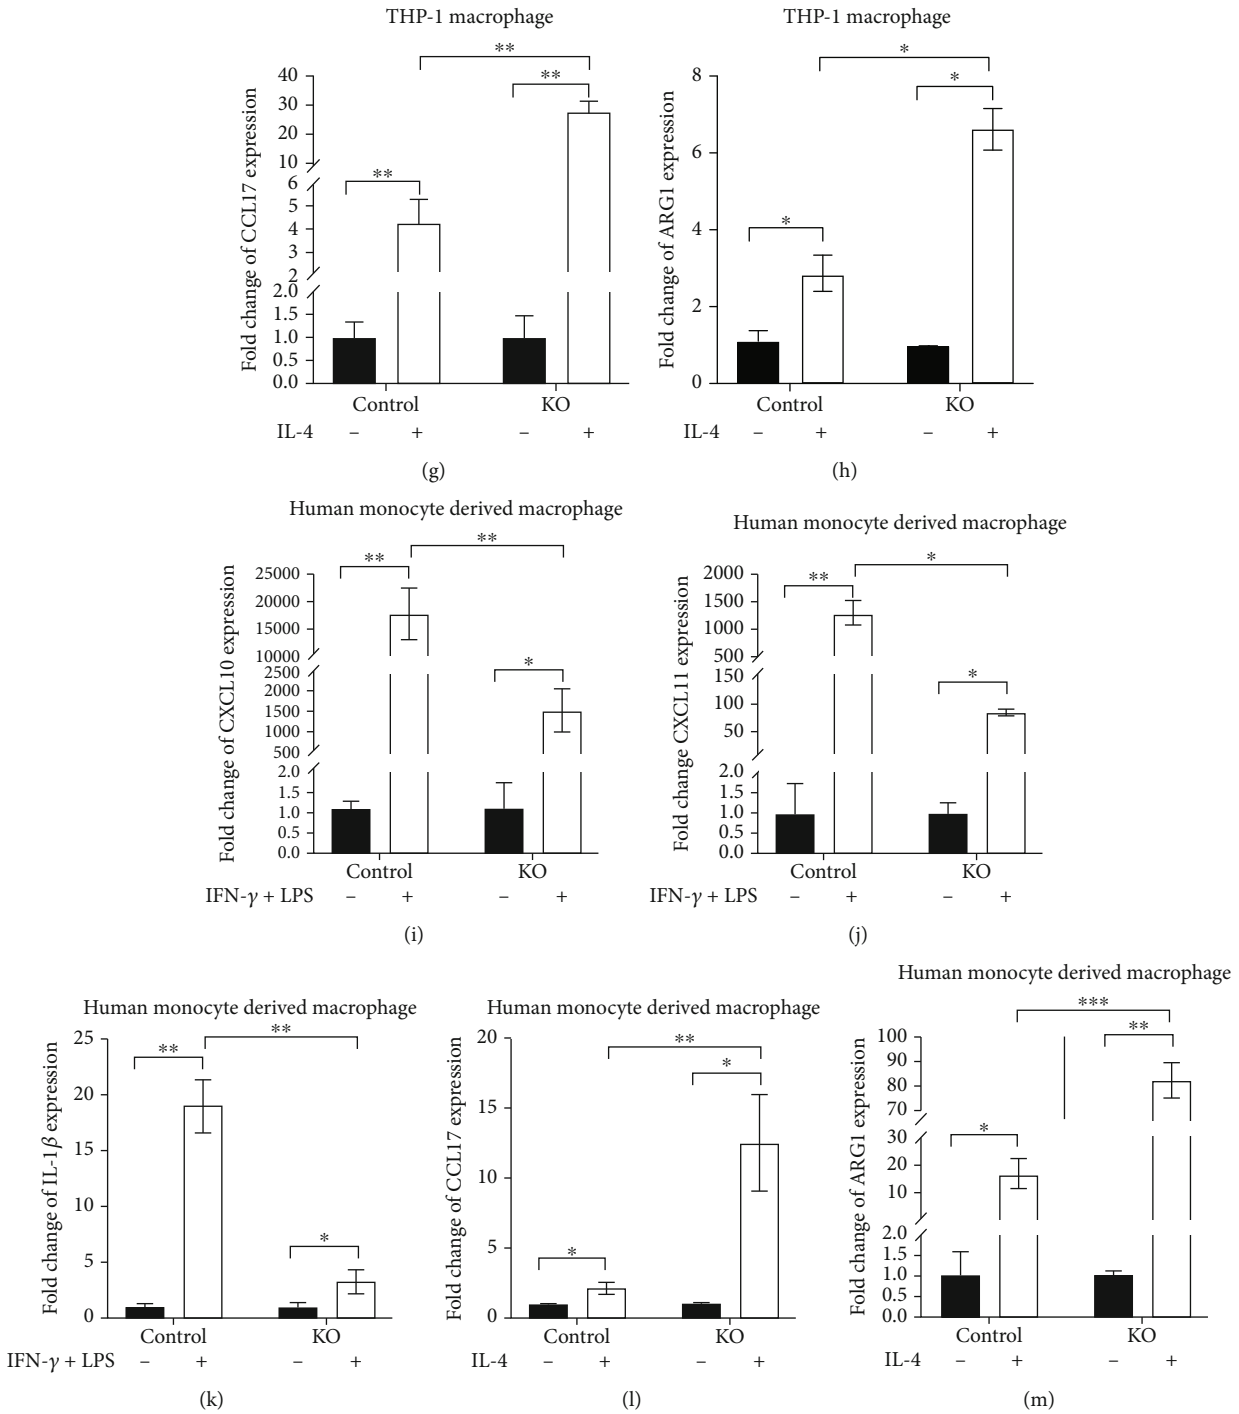 THP-1 macrophage
Fold change of CCL17 expression
40
30
20
10
6
5
4
3
2
2.0
1.5
1.0
0.5
0.0
**
**
**
Control KO
IL-4 – + – +
(g)
THP-1 macrophage
Fold change of ARG1 expression
8
6
4
2
0
*
*
*
Control KO
IL-4 – + – +
(h)
Human monocyte derived macrophage
Fold change of CXCL10 expression
25000
20000
15000
10000
2500
2000
1500
1000
500
2.0
1.5
1.0
0.5
0.0
**
**
*
Control KO
IFN-γ + LPS – + – +
(i)
Human monocyte derived macrophage
Fold change CXCL11 expression
2000
1500
1000
500
150
100
50
2.0
1.5
1.0
0.5
0.0
*
**
*
Control KO
IFN-γ + LPS – + – +
(j)
Human monocyte derived macrophage
Fold change of IL-1β expression
25
20
15
10
5
0
**
**
*
Control KO
IFN-γ + LPS – + – +
(k)
Human monocyte derived macrophage
Fold change of CCL17 expression
20
15
10
5
0
**
*
*
Control KO
IL-4 – + – +
(l)
Human monocyte derived macrophage
Fold change of ARG1 expression
100
90
80
70
30
20
10
2.0
1.5
1.0
0.5
0.0
***
**
*
Control KO
IL-4 – + – +
(m)